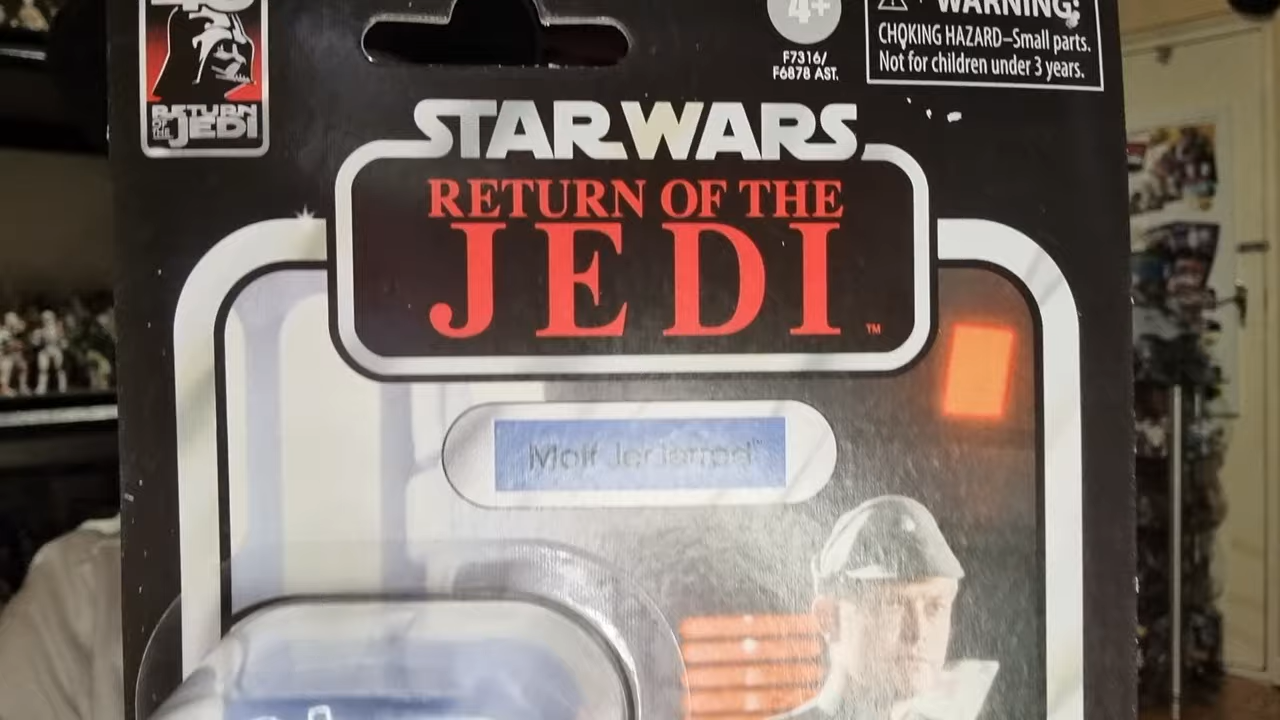 4+
F7316/
F6878 AST.
WARNING:
CHOKING HAZARD–Small parts.
Not for children under 3 years.
RETURN
OF THE
JEDI
STAR WARS
RETURN OF THE
JEDI
™
Moff Jerjerrod™